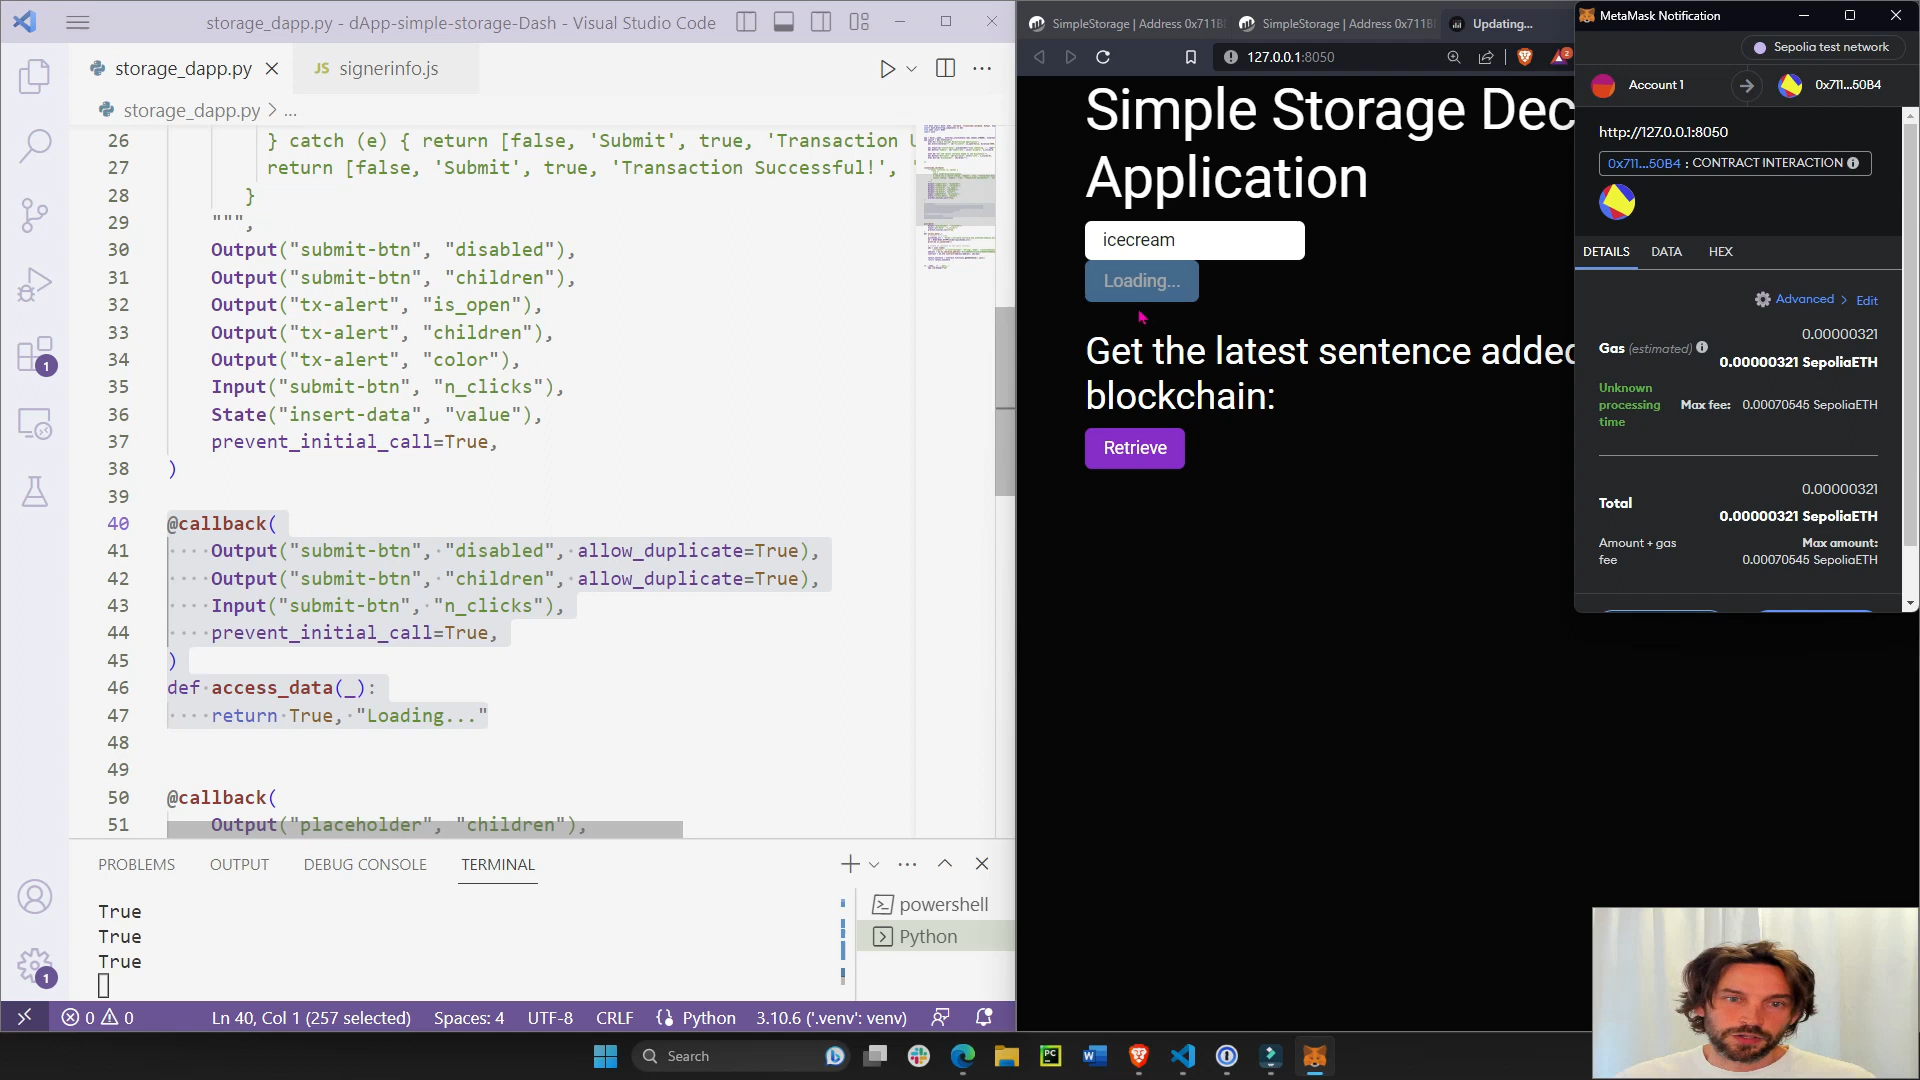 storage_dapp.py - dApp-simple-storage-Dash - Visual Studio Code
storage_dapp.py
JS signerinfo.js
storage_dapp.py > ...
26 } catch (e) { return [false, 'Submit', true, 'Transaction
27 return [false, 'Submit', true, 'Transaction Successful!',
28 }
29 """,
30 Output("submit-btn", "disabled"),
31 Output("submit-btn", "children"),
32 Output("tx-alert", "is_open"),
33 Output("tx-alert", "children"),
34 Output("tx-alert", "color"),
35 Input("submit-btn", "n_clicks"),
36 State("insert-data", "value"),
37 prevent_initial_call=True,
38 )
39
40 @callback(
41 Output("submit-btn", "disabled", allow_duplicate=True),
42 Output("submit-btn", "children", allow_duplicate=True),
43 Input("submit-btn", "n_clicks"),
44 prevent_initial_call=True,
45 )
46 def access_data(_):
47 return True, "Loading..."
48
49
50 @callback(
51 Output("placeholder", "children"),
PROBLEMS OUTPUT DEBUG CONSOLE TERMINAL
True
True
True
powershell
Python
1
1
0 0 Ln 40, Col 1 (257 selected) Spaces: 4 UTF-8 CRLF {} Python 3.10.6 ('.venv': venv)
SimpleStorage | Address 0x711B
SimpleStorage | Address 0x711B
Updating...
127.0.0.1:8050
2
Simple Storage Dec
Application
icecream
Loading...
Get the latest sentence added
blockchain:
Retrieve
MetaMask Notification
Sepolia test network
Account 1
0x711...50B4
http://127.0.0.1:8050
0x711...50B4 : CONTRACT INTERACTION
DETAILS DATA HEX
Advanced > Edit
0.00000321
Gas (estimated) 0.00000321 SepoliaETH
Unknown processing time Max fee: 0.00070545 SepoliaETH
0.00000321
Total 0.00000321 SepoliaETH
Amount + gas fee Max amount: 0.00070545 SepoliaETH
Search
PC
W